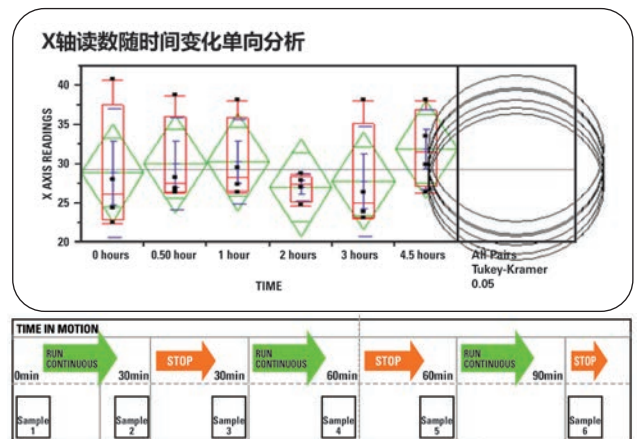 X轴读数随时间变化单向分析
40
35
30
25
20
X AXIS READINGS
0 hours 0.50 hour 1 hour 2 hours 3 hours 4.5 hours
TIME
All Pairs
Tukey-Kramer
0.05
TIME IN MOTION
RUN CONTINUOUS STOP RUN CONTINUOUS STOP RUN CONTINUOUS STOP
0min 30min 30min 60min 60min 90min
Sample 1 Sample 2 Sample 3 Sample 4 Sample 5 Sample 6